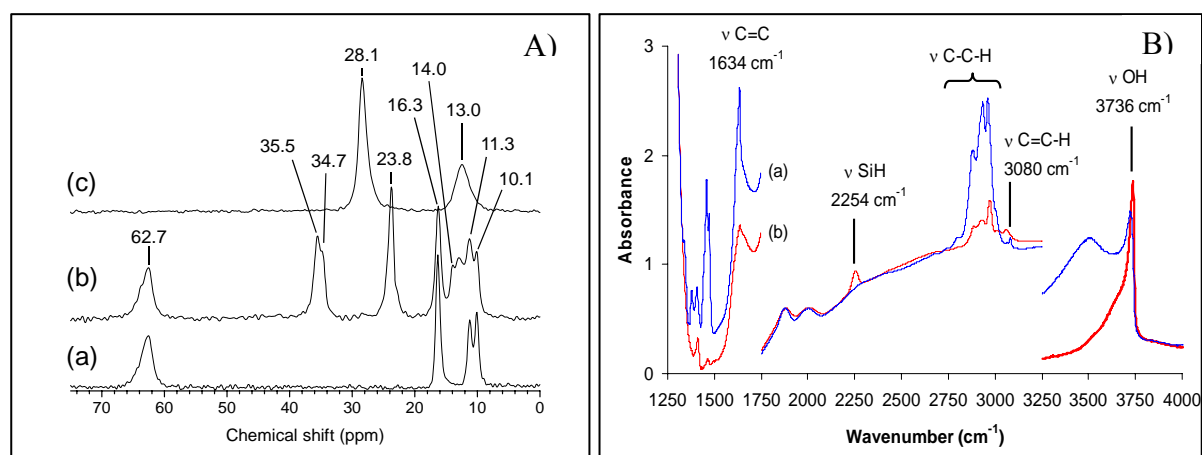 A)
28.1
14.0
16.3
13.0
35.5
34.7
23.8
11.3
10.1
(c)
62.7
(b)
(a)
70 60 50 40 30 20 10 0
Chemical shift (ppm)
B)
ν C=C
1634 cm-1
ν C-C-H
ν OH
3736 cm-1
ν C=C-H
3080 cm-1
ν SiH
2254 cm-1
(a)
(b)
Absorbance
3
2
1
0
1250 1500 1750 2000 2250 2500 2750 3000 3250 3500 3750 4000
Wavenumber (cm-1)